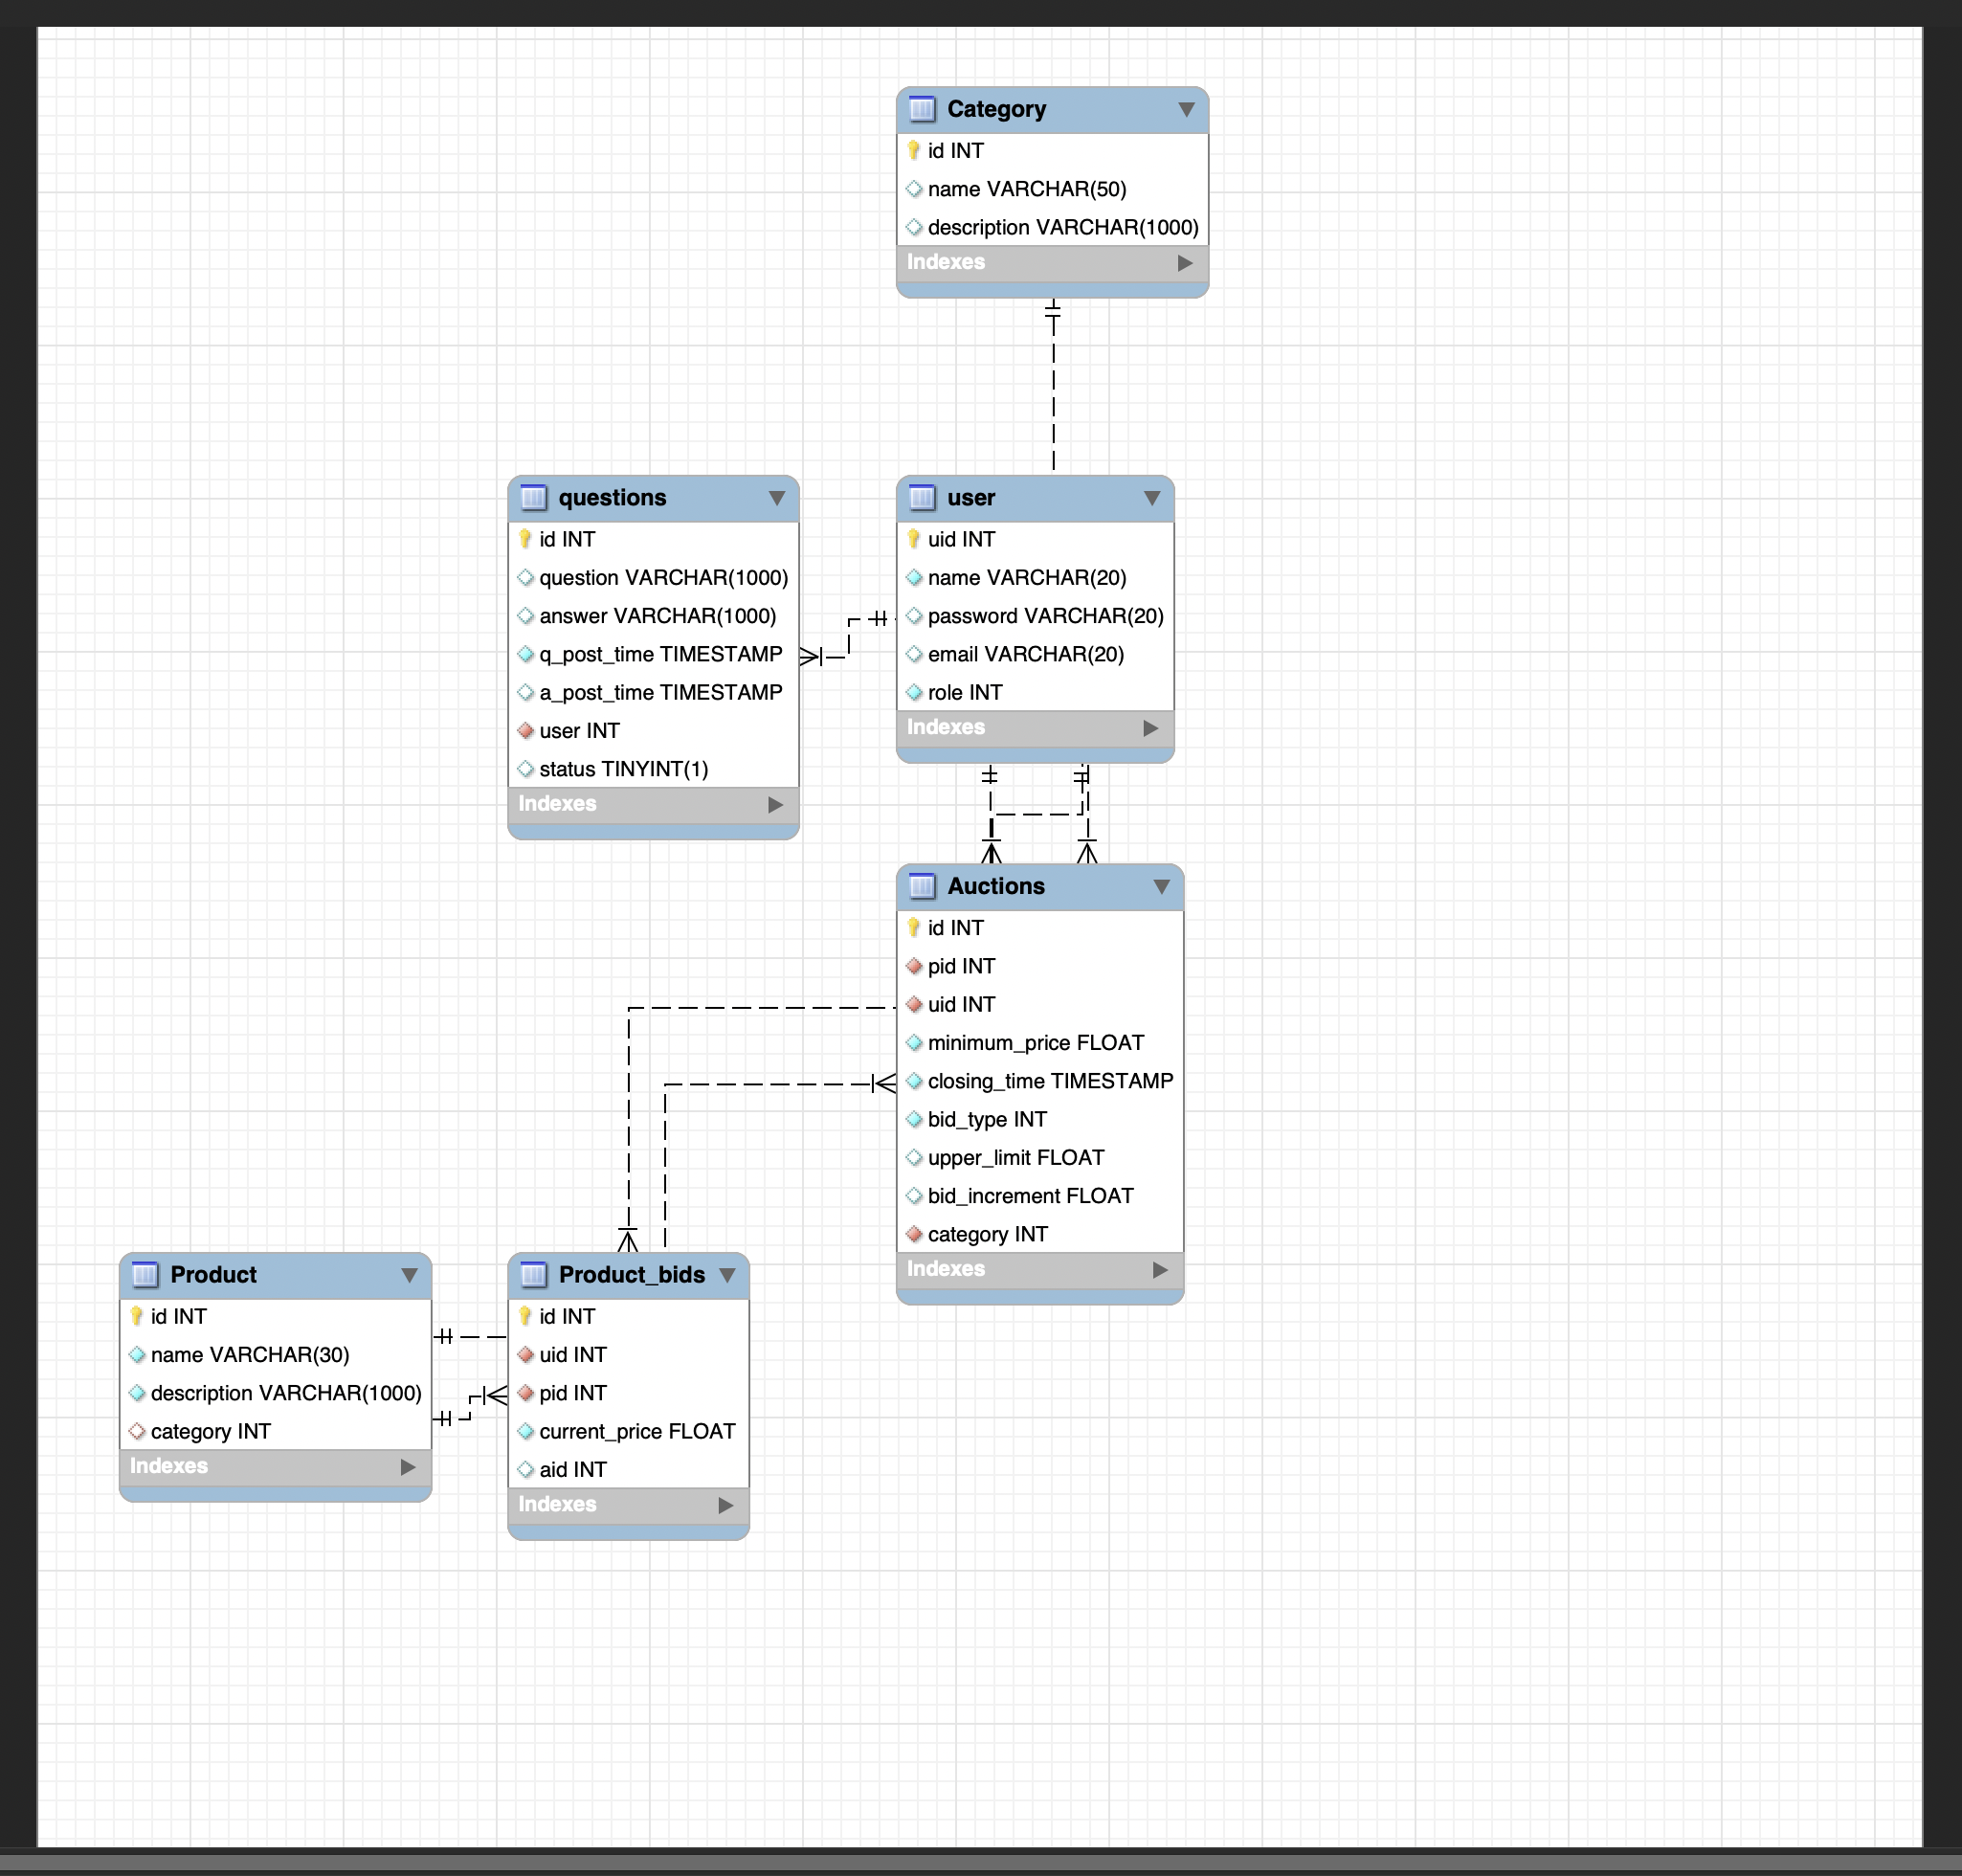 Category
id INT
name VARCHAR(50)
description VARCHAR(1000)
Indexes
questions
id INT
question VARCHAR(1000)
answer VARCHAR(1000)
q_post_time TIMESTAMP
a_post_time TIMESTAMP
user INT
status TINYINT(1)
Indexes
user
uid INT
name VARCHAR(20)
password VARCHAR(20)
email VARCHAR(20)
role INT
Indexes
Auctions
id INT
pid INT
uid INT
minimum_price FLOAT
closing_time TIMESTAMP
bid_type INT
upper_limit FLOAT
bid_increment FLOAT
category INT
Indexes
Product
id INT
name VARCHAR(30)
description VARCHAR(1000)
category INT
Indexes
Product_bids
id INT
uid INT
pid INT
current_price FLOAT
aid INT
Indexes